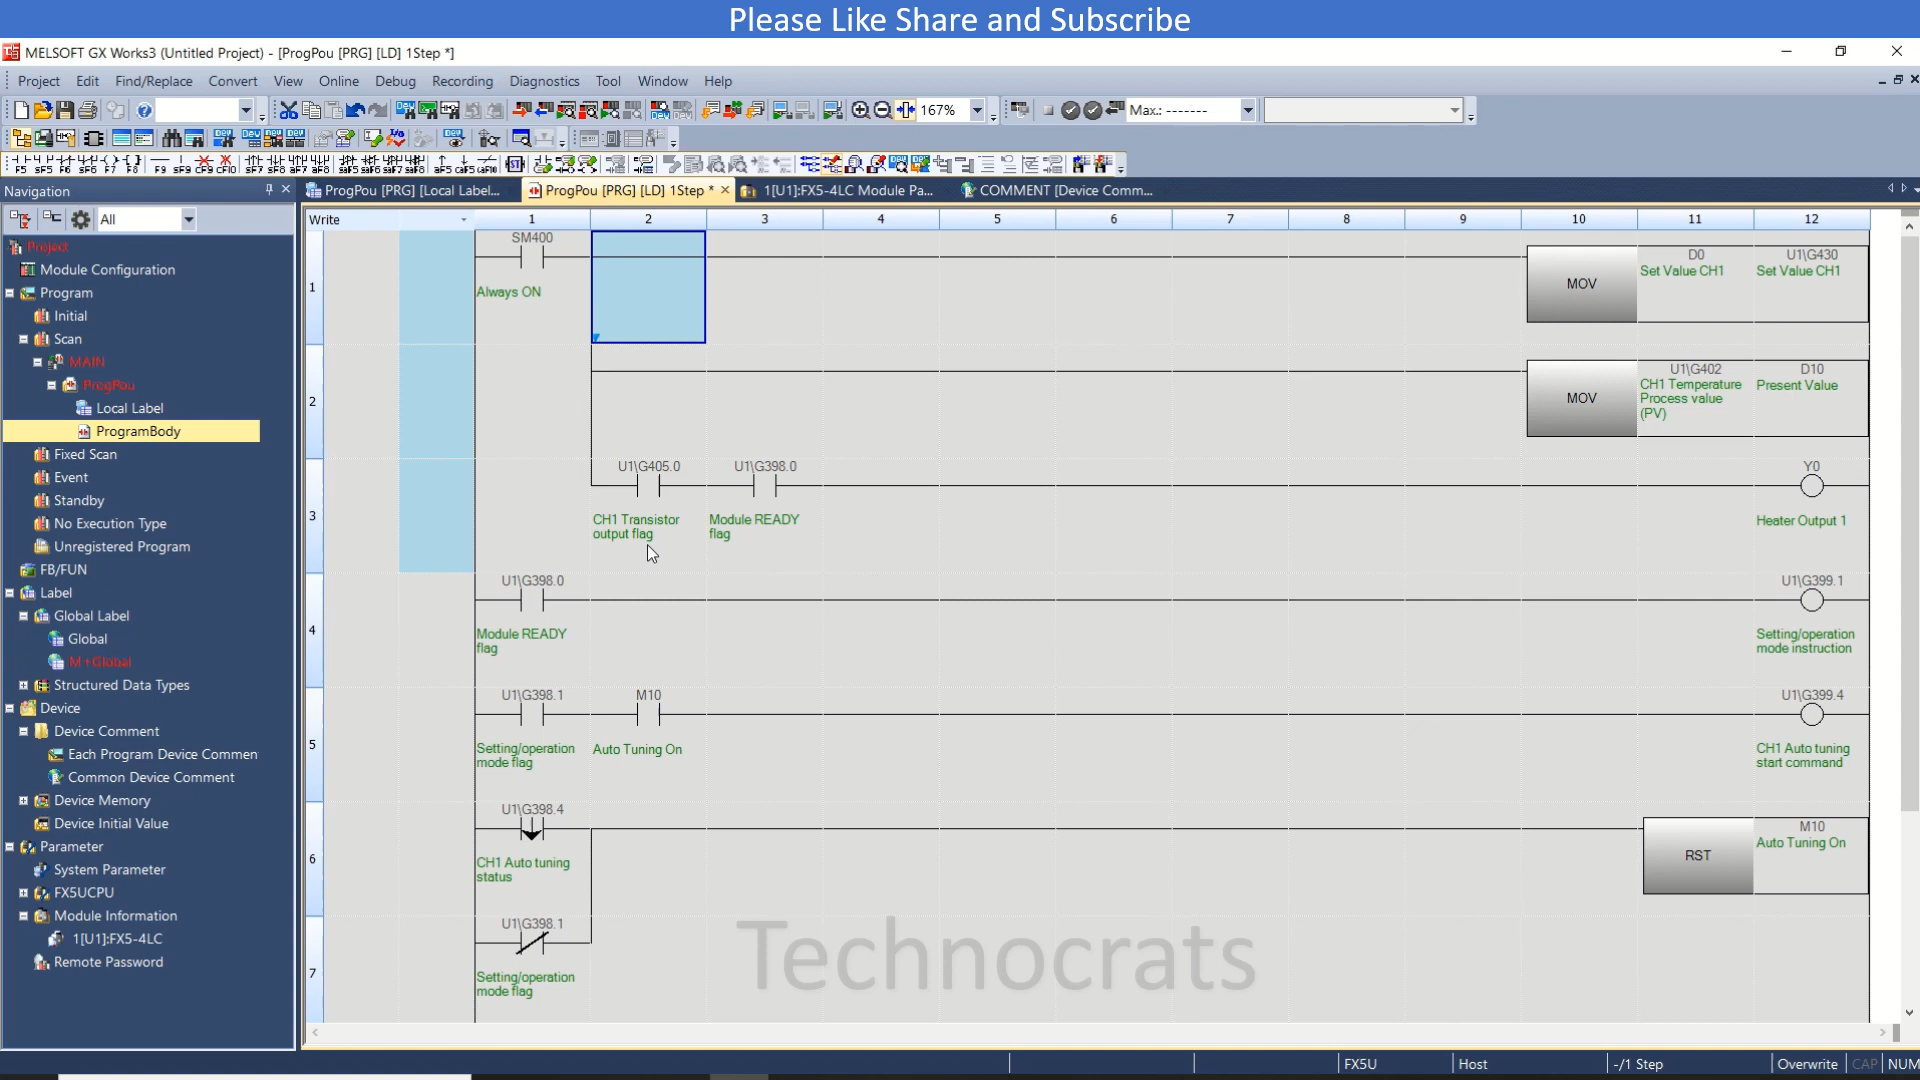 Please Like Share and Subscribe
MELSOFT GX Works3 (Untitled Project) - [ProgPou [PRG] [LD] 1Step *]
Project Edit Find/Replace Convert View Online Debug Recording Diagnostics Tool Window Help
167% Max.: -------
Navigation
ProgPou [PRG] [Local Label... ProgPou [PRG] [LD] 1Step * 1[U1]:FX5-4LC Module Pa... COMMENT [Device Comm...
All
Project
Module Configuration
Program
Initial
Scan
MAIN
ProgPou
Local Label
ProgramBody
Fixed Scan
Event
Standby
No Execution Type
Unregistered Program
FB/FUN
Label
Global Label
Global
M+Global
Structured Data Types
Device
Device Comment
Each Program Device Commen
Common Device Comment
Device Memory
Device Initial Value
Parameter
System Parameter
FX5UCPU
Module Information
1[U1]:FX5-4LC
Remote Password
Write 1 2 3 4 5 6 7 8 9 10 11 12
1
SM400
Always ON
MOV
D0
Set Value CH1
U1\G430
Set Value CH1
2
MOV
U1\G402
CH1 Temperature
Process value
(PV)
D10
Present Value
3
U1\G405.0
CH1 Transistor
output flag
U1\G398.0
Module READY
flag
Y0
Heater Output 1
4
U1\G398.0
Module READY
flag
U1\G399.1
Setting/operation
mode instruction
5
U1\G398.1
Setting/operation
mode flag
M10
Auto Tuning On
U1\G399.4
CH1 Auto tuning
start command
6
U1\G398.4
CH1 Auto tuning
status
RST
M10
Auto Tuning On
7
U1\G398.1
Setting/operation
mode flag
Technocrats
FX5U Host -/1 Step Overwrite CAP NUM